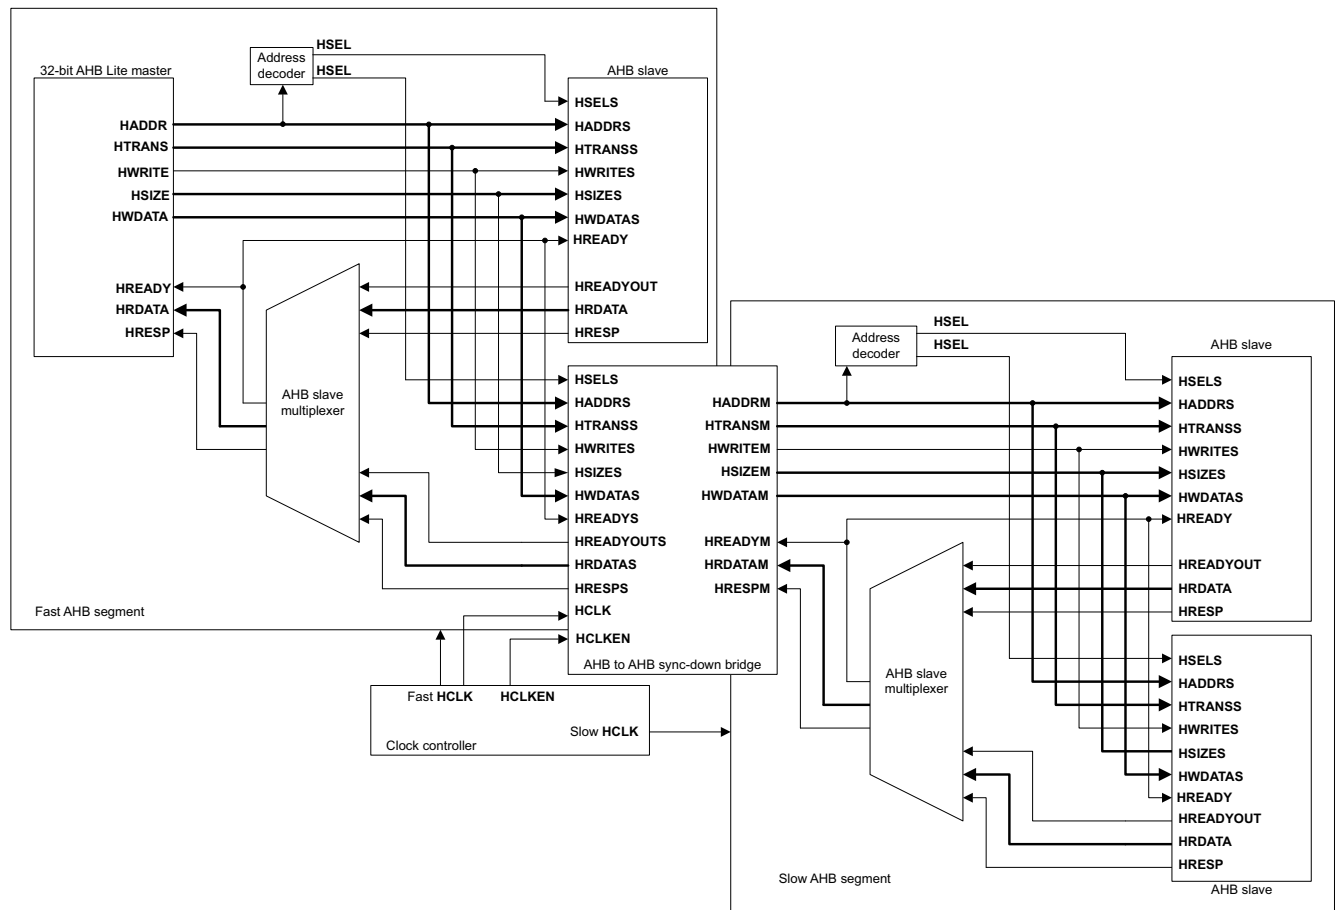 HSEL
Address
decoder
HSEL
32-bit AHB Lite master
AHB slave
HADDR
HTRANS
HWRITE
HSIZE
HWDATA
HREADY
HRDATA
HRESP
HSELS
HADDRS
HTRANSS
HWRITES
HSIZES
HWDATAS
HREADY
HREADYOUT
HRDATA
HRESP
AHB slave
multiplexer
HSELS
HADDRS
HTRANSS
HWRITES
HSIZES
HWDATAS
HREADYS
HREADYOUTS
HRDATAS
HRESPS
HCLK
HCLKEN
HADDRM
HTRANSM
HWRITEM
HSIZEM
HWDATAM
HREADYM
HRDATAM
HRESPM
AHB to AHB sync-down bridge
Fast AHB segment
Fast HCLK
HCLKEN
Slow HCLK
Clock controller
HSEL
Address
decoder
HSEL
AHB slave
HSELS
HADDRS
HTRANSS
HWRITES
HSIZES
HWDATAS
HREADY
HREADYOUT
HRDATA
HRESP
AHB slave
multiplexer
HSELS
HADDRS
HTRANSS
HWRITES
HSIZES
HWDATAS
HREADY
HREADYOUT
HRDATA
HRESP
AHB slave
Slow AHB segment